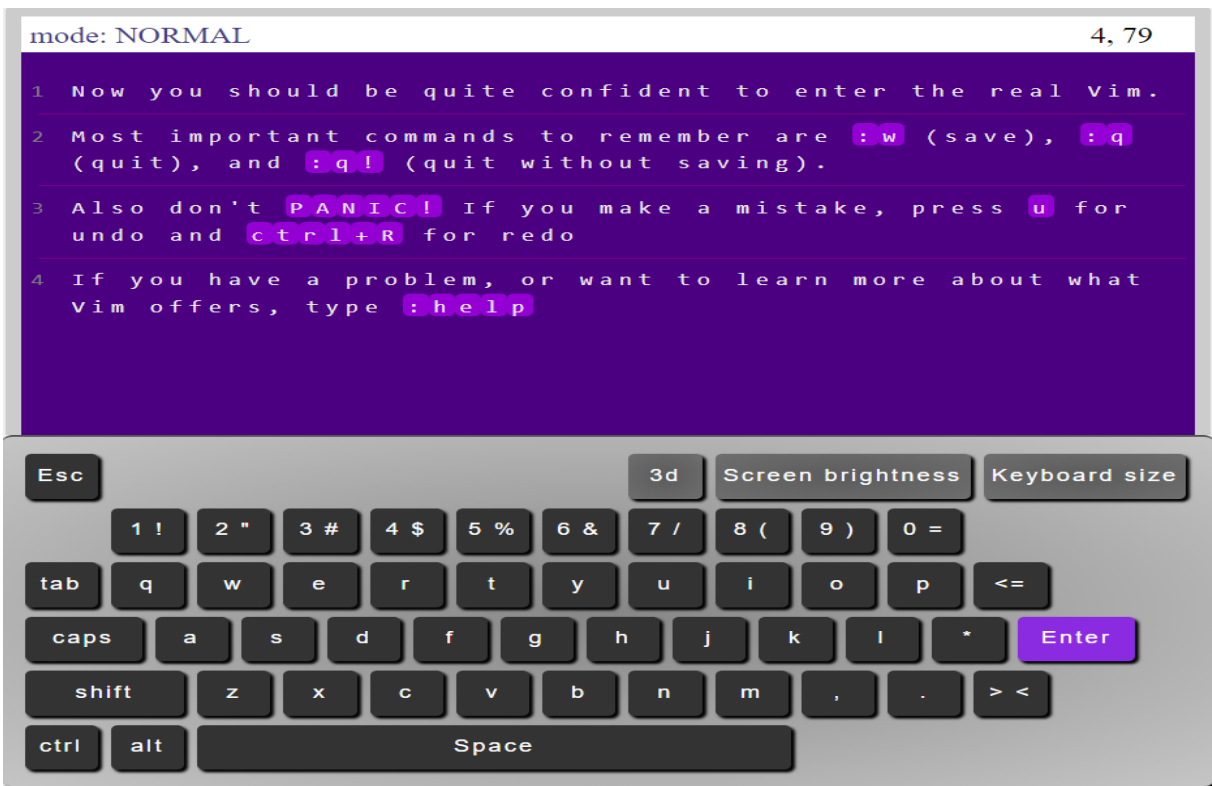 mode: NORMAL 4, 79
1 Now you should be quite confident to enter the real Vim.
2 Most important commands to remember are :w (save), :q
(quit), and :q! (quit without saving).
3 Also don't PANIC! If you make a mistake, press u for
undo and ctrl+R for redo
4 If you have a problem, or want to learn more about what
Vim offers, type :help
Esc 3d Screen brightness Keyboard size
1 ! 2 " 3 # 4 $ 5 % 6 & 7 / 8 ( 9 ) 0 =
tab q w e r t y u i o p <=
caps a s d f g h j k l * Enter
shift z x c v b n m , . > <
ctrl alt Space